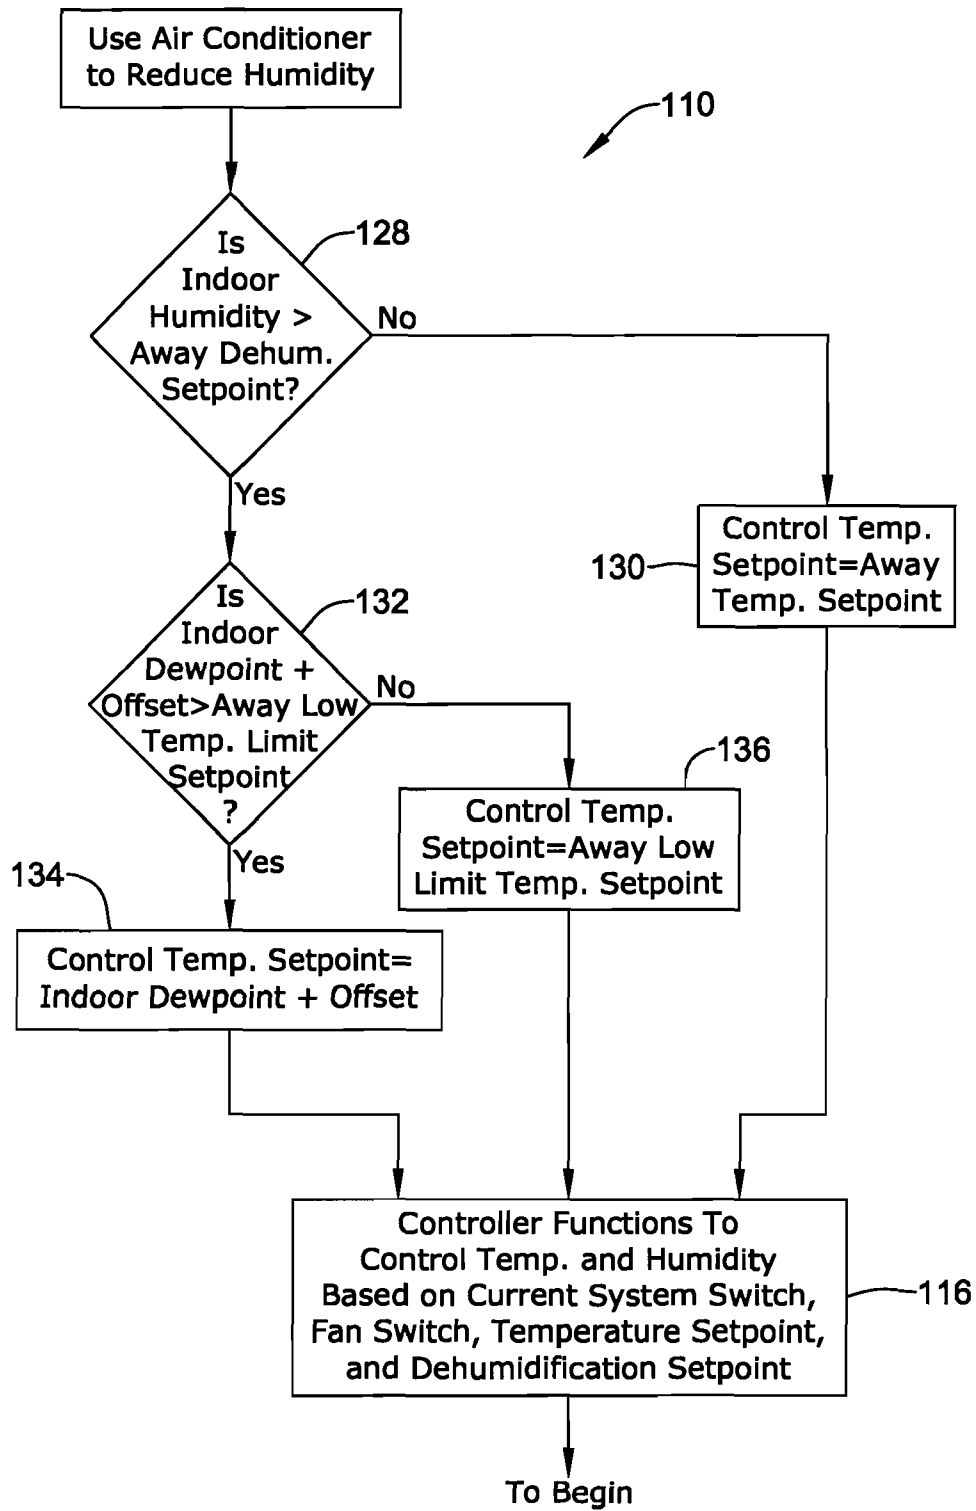 Use Air Conditioner
to Reduce Humidity
110
128
Is
Indoor
Humidity >
Away Dehum.
Setpoint?
No
Yes
Control Temp.
Setpoint=Away
Temp. Setpoint
130
132
Is
Indoor
Dewpoint +
Offset>Away Low
Temp. Limit
Setpoint
?
No
Yes
136
Control Temp.
Setpoint=Away Low
Limit Temp. Setpoint
134
Control Temp. Setpoint=
Indoor Dewpoint + Offset
Controller Functions To
Control Temp. and Humidity
Based on Current System Switch,
Fan Switch, Temperature Setpoint,
and Dehumidification Setpoint
116
To Begin